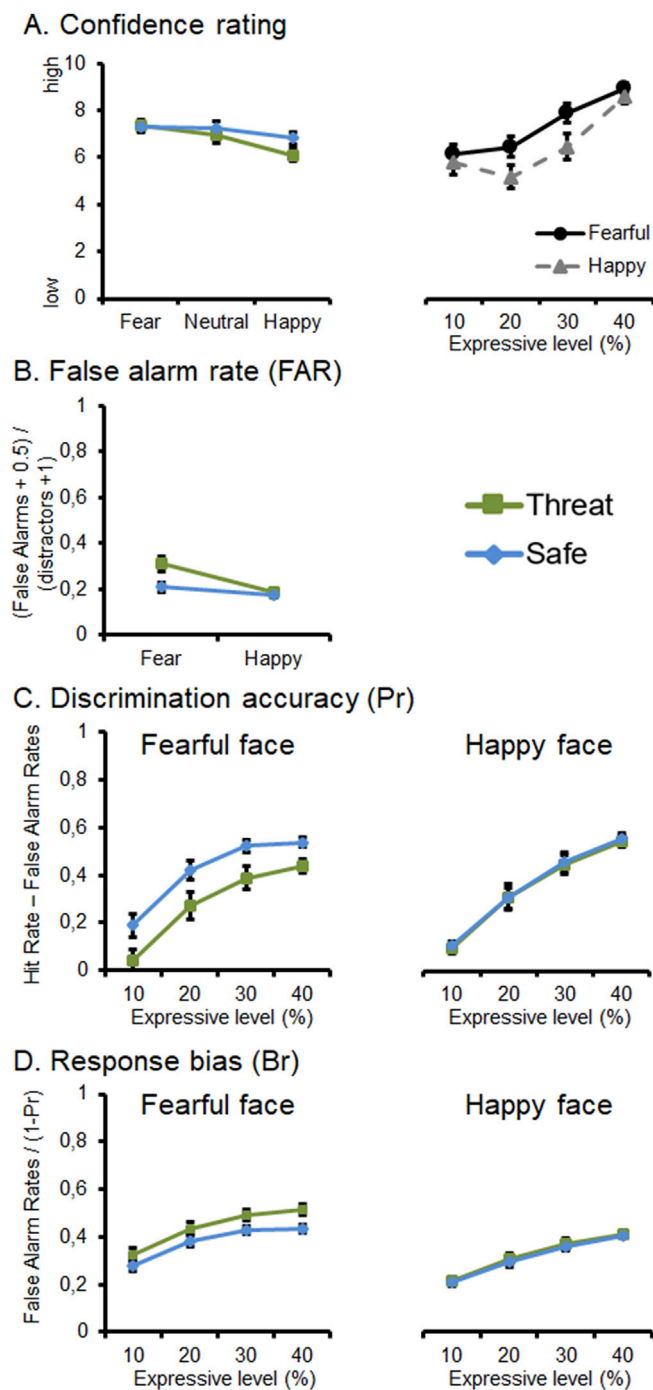 A. Confidence rating
high
low
10
8
6
4
2
0
Fear Neutral Happy
Fearful
Happy
10 20 30 40
Expressive level (%)
B. False alarm rate (FAR)
(False Alarms + 0.5) /
(distractors +1)
1
0,8
0,6
0,4
0,2
0
Fear Happy
Threat
Safe
C. Discrimination accuracy (Pr)
Hit Rate – False Alarm Rates
1
0,8
0,6
0,4
0,2
0
Fearful face
10 20 30 40
Expressive level (%)
Happy face
10 20 30 40
Expressive level (%)
D. Response bias (Br)
False Alarm Rates / (1-Pr)
1
0,8
0,6
0,4
0,2
0
Fearful face
10 20 30 40
Expressive level (%)
Happy face
10 20 30 40
Expressive level (%)